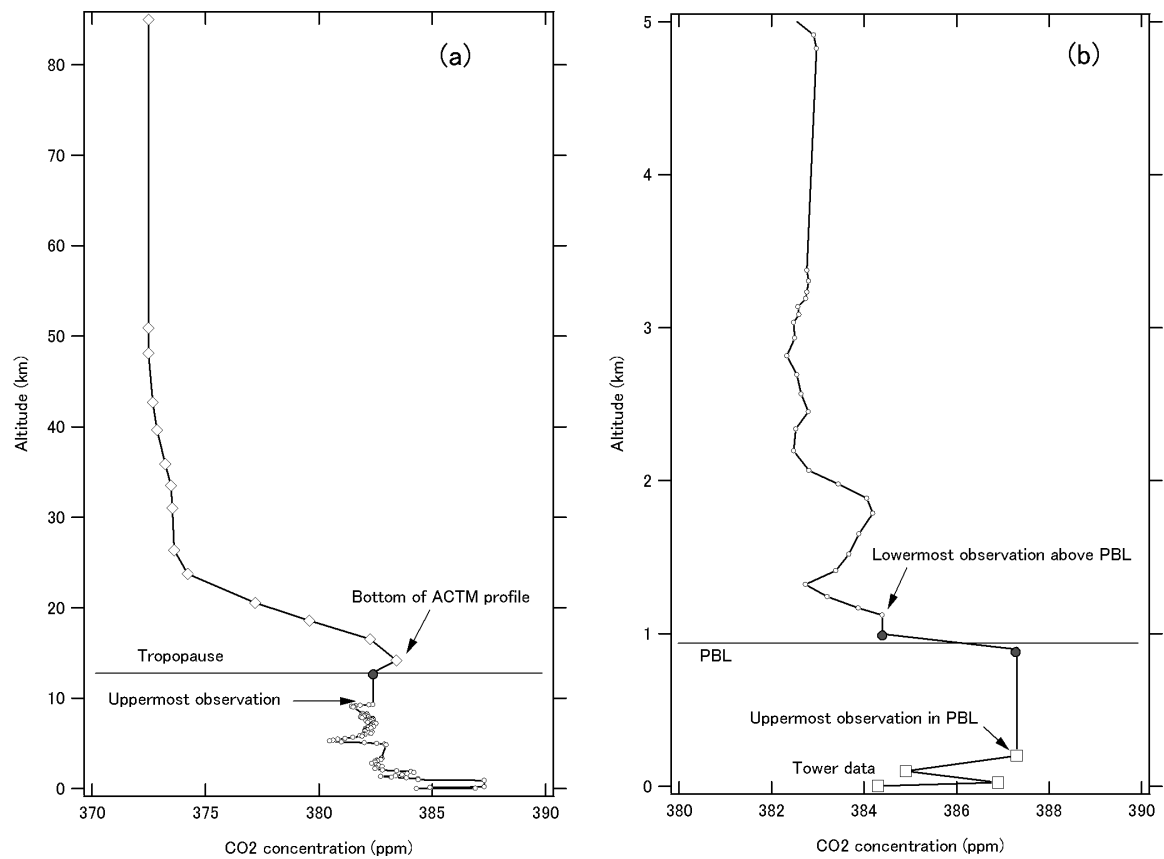 (a)
80
70
60
50
40
30
20
10
0
Altitude (km)
Bottom of ACTM profile
Tropopause
Uppermost observation
370
375
380
385
390
CO2 concentration (ppm)
(b)
5
4
3
2
1
0
Altitude (km)
Lowermost observation above PBL
PBL
Uppermost observation in PBL
Tower data
380
382
384
386
388
390
CO2 concentration (ppm)